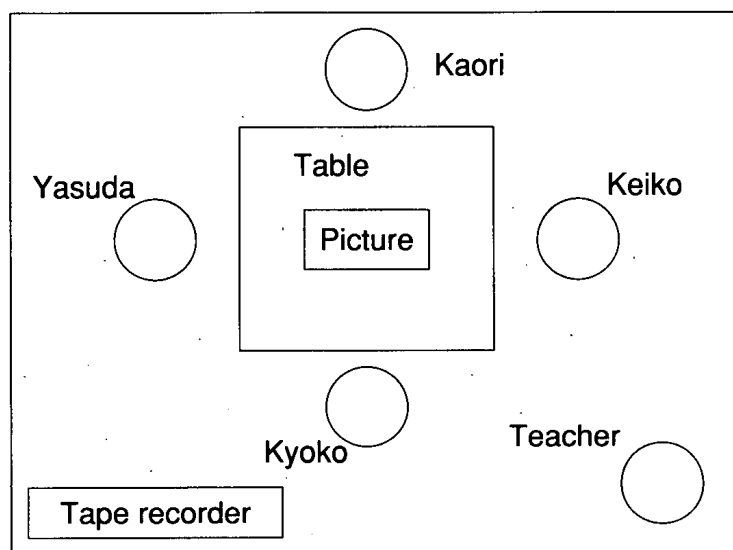 Kaori
Table
Yasuda
Keiko
Picture
Teacher
Kyoko
Tape recorder